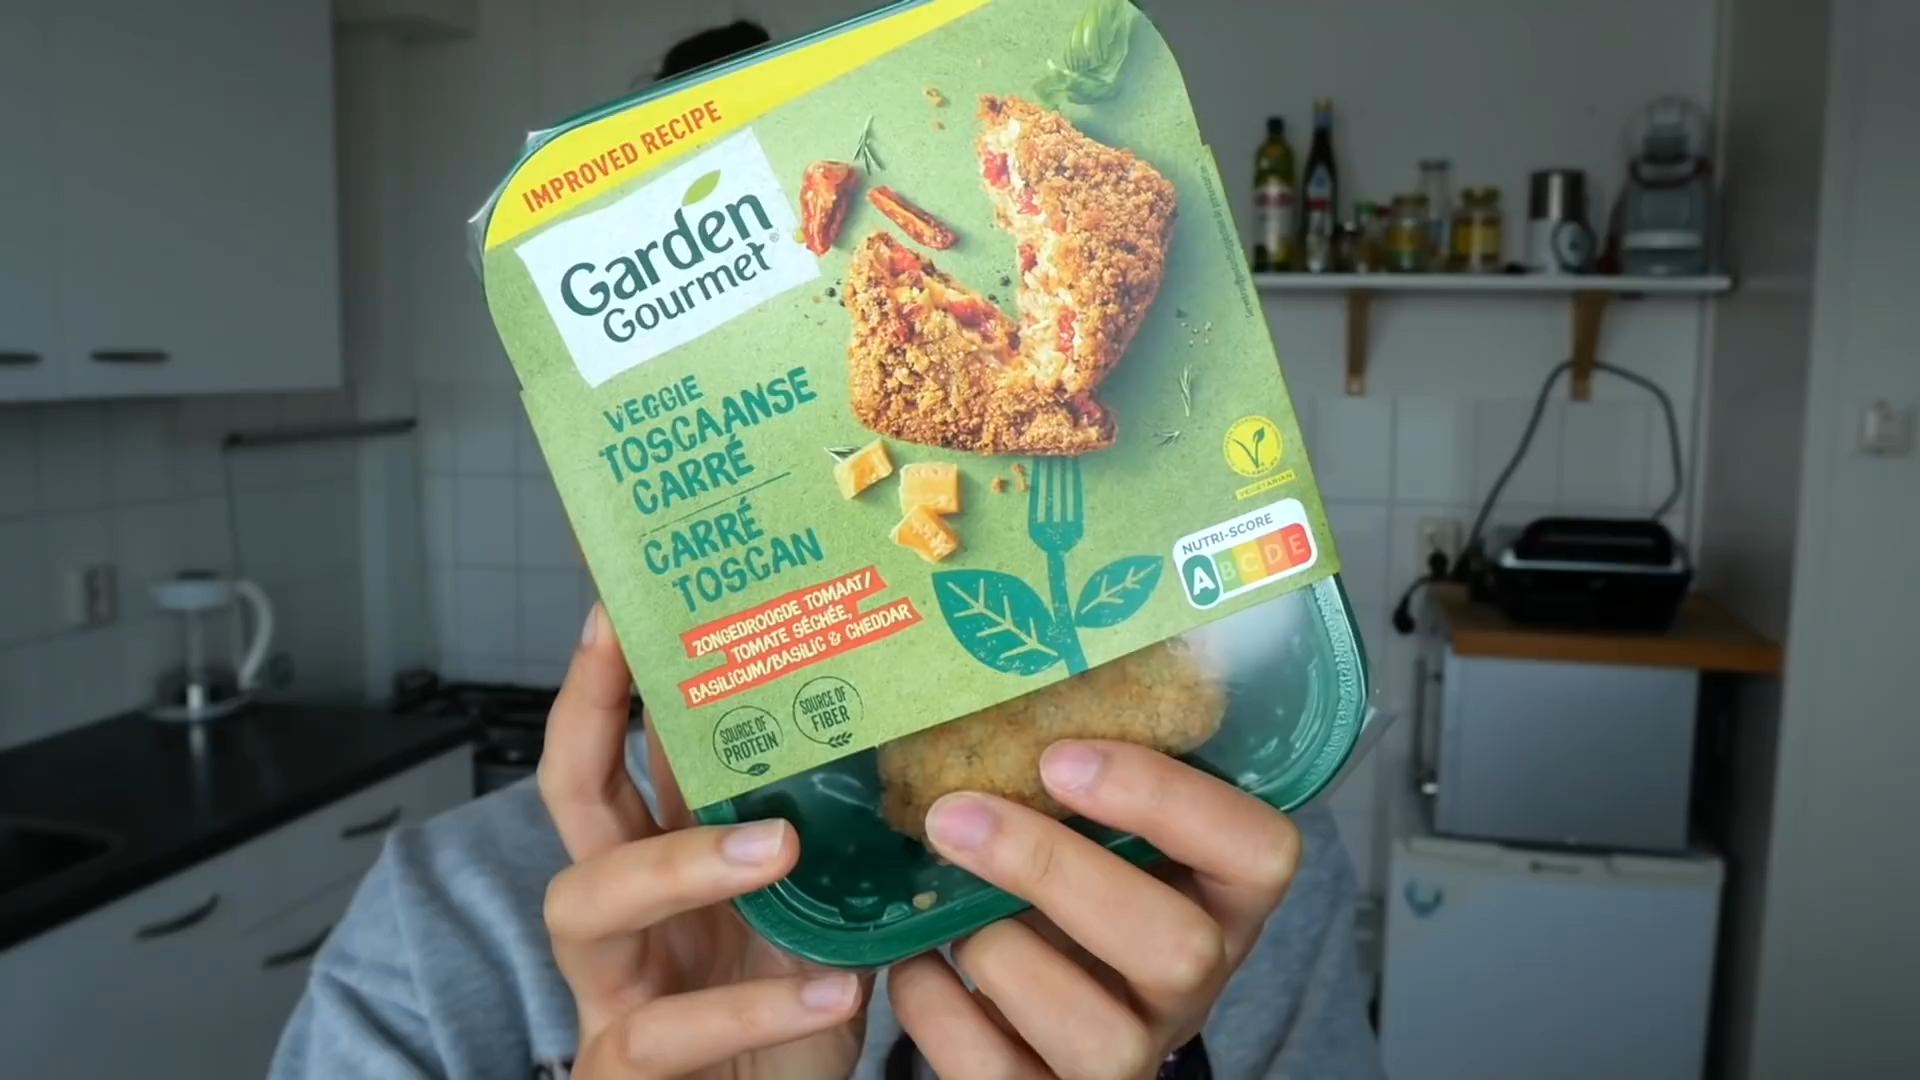 IMPROVED RECIPE
Garden
Gourmet®
VEGGIE
TOSCAANSE
CARRÉ
CARRÉ
TOSCAN
ZONGEDROOGDE TOMAAT/
TOMATE SÉCHÉE,
BASILICUM/BASILIC & CHEDDAR
SOURCE OF
PROTEIN
SOURCE OF
FIBER
VEGETARIAN
NUTRI-SCORE
A B C D E